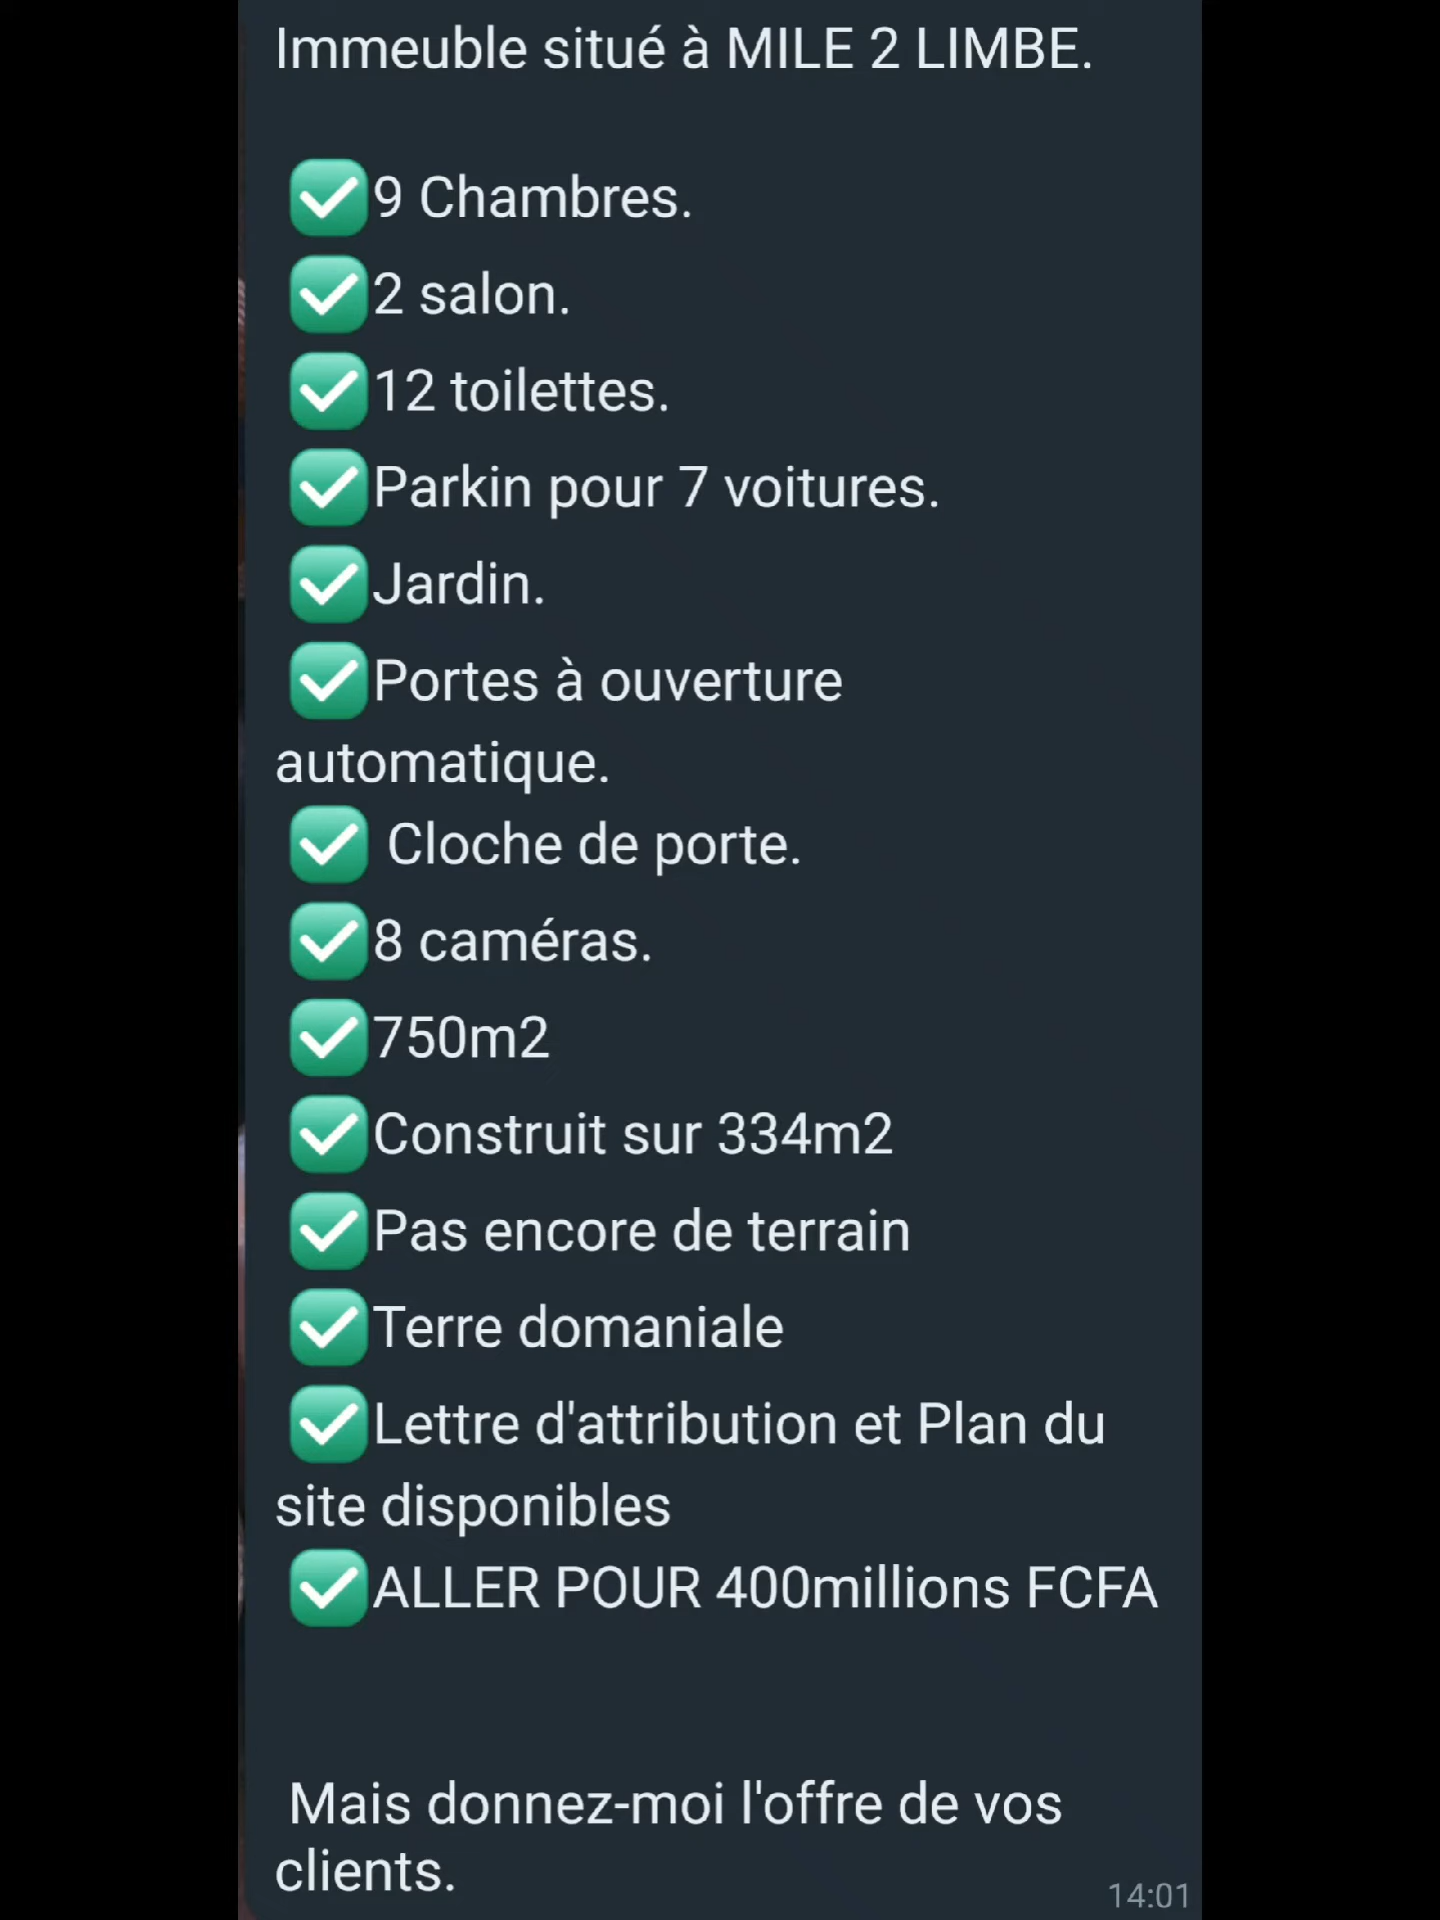 Immeuble situé à MILE 2 LIMBE.
✅9 Chambres.
✅2 salon.
✅12 toilettes.
✅Parkin pour 7 voitures.
✅Jardin.
✅Portes à ouverture
automatique.
✅ Cloche de porte.
✅8 caméras.
✅750m2
✅Construit sur 334m2
✅Pas encore de terrain
✅Terre domaniale
✅Lettre d'attribution et Plan du
site disponibles
✅ALLER POUR 400millions FCFA
Mais donnez-moi l'offre de vos
clients.
14:01